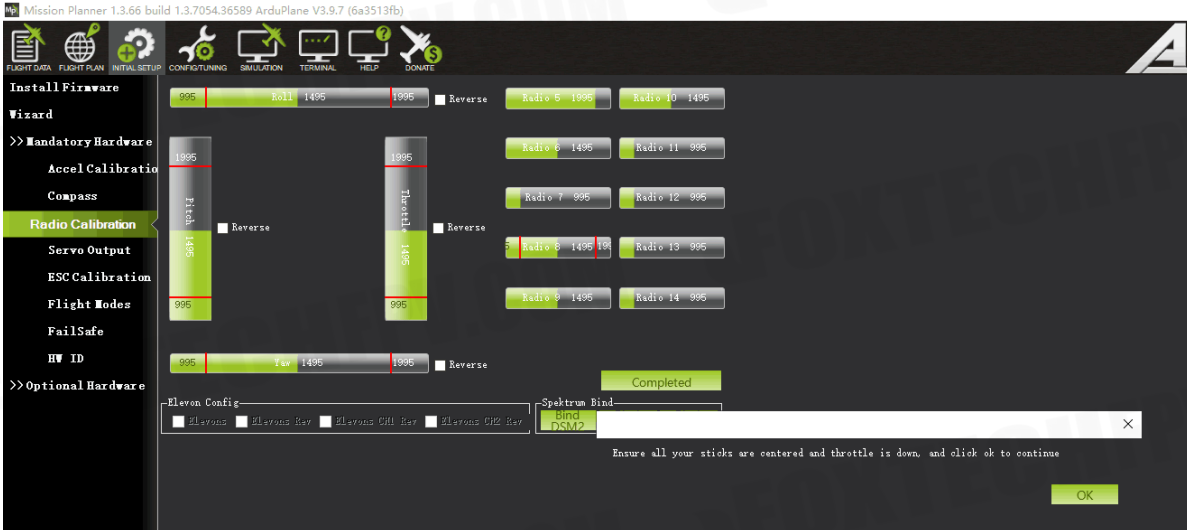 Mission Planner 1.3.66 build 1.3.7054.36589 ArduPlane V3.9.7 (6a3513fb)
FLIGHT DATA FLIGHT PLAN INITIAL SETUP CONFIG/TUNING SIMULATION TERMINAL HELP DONATE
Install Firmware
Wizard
>> Mandatory Hardware
Accel Calibratio
Compass
Radio Calibration
Servo Output
ESC Calibration
Flight Modes
FailSafe
HW ID
>> Optional Hardware
995 Roll 1495 1995 Reverse
1995
Pitch 1495
995
Reverse
1995
Throttle 1495
995
Reverse
995 Yaw 1495 1995 Reverse
Radio 5 1995 Radio 10 1495
Radio 6 1495 Radio 11 995
Radio 7 995 Radio 12 995
Radio 8 1495 Radio 13 995
Radio 9 1495 Radio 14 995
Completed
Elevon Config
Elevons Elevons Rev Elevons CH1 Rev Elevons CH2 Rev
Spektrum Bind
Bind
DSM2
Ensure all your sticks are centered and throttle is down, and click ok to continue
OK